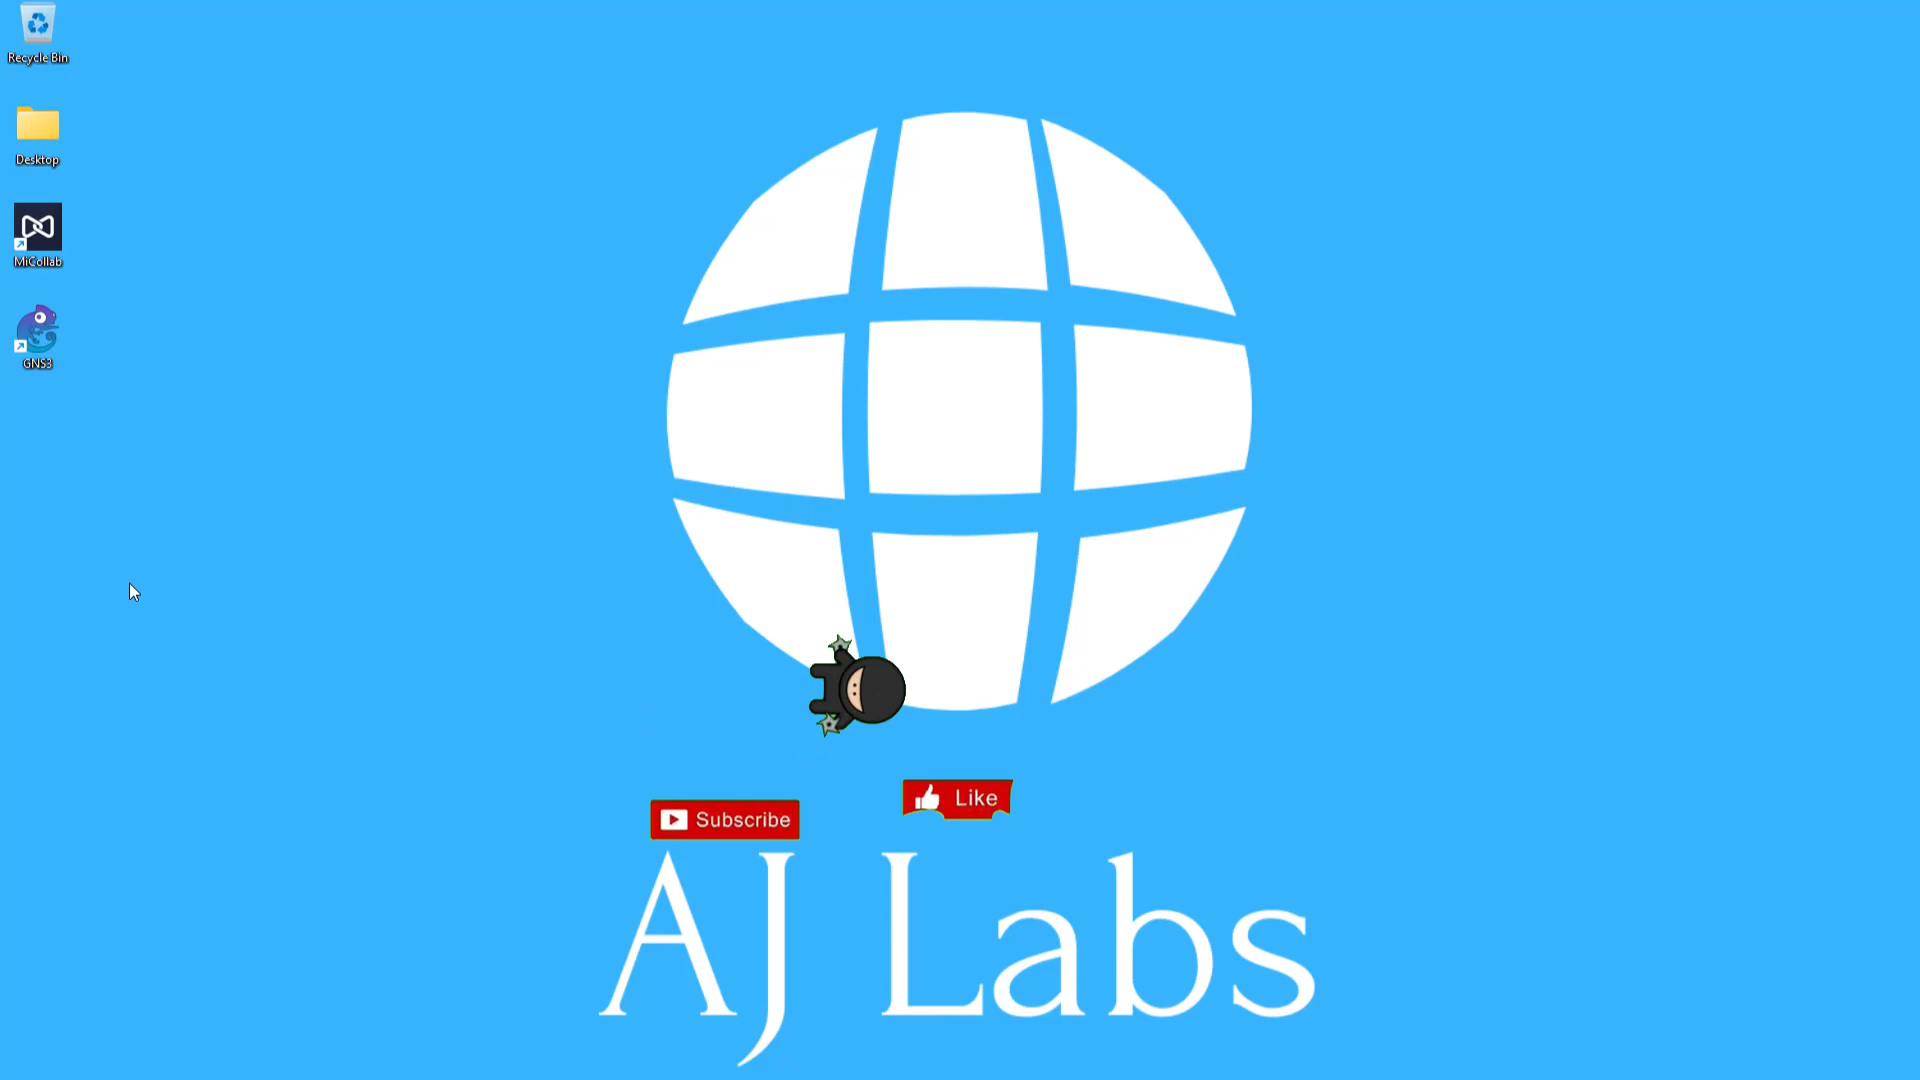 Recycle Bin
Desktop
MiCollab
GNS3
Like
Subscribe
AJ Labs